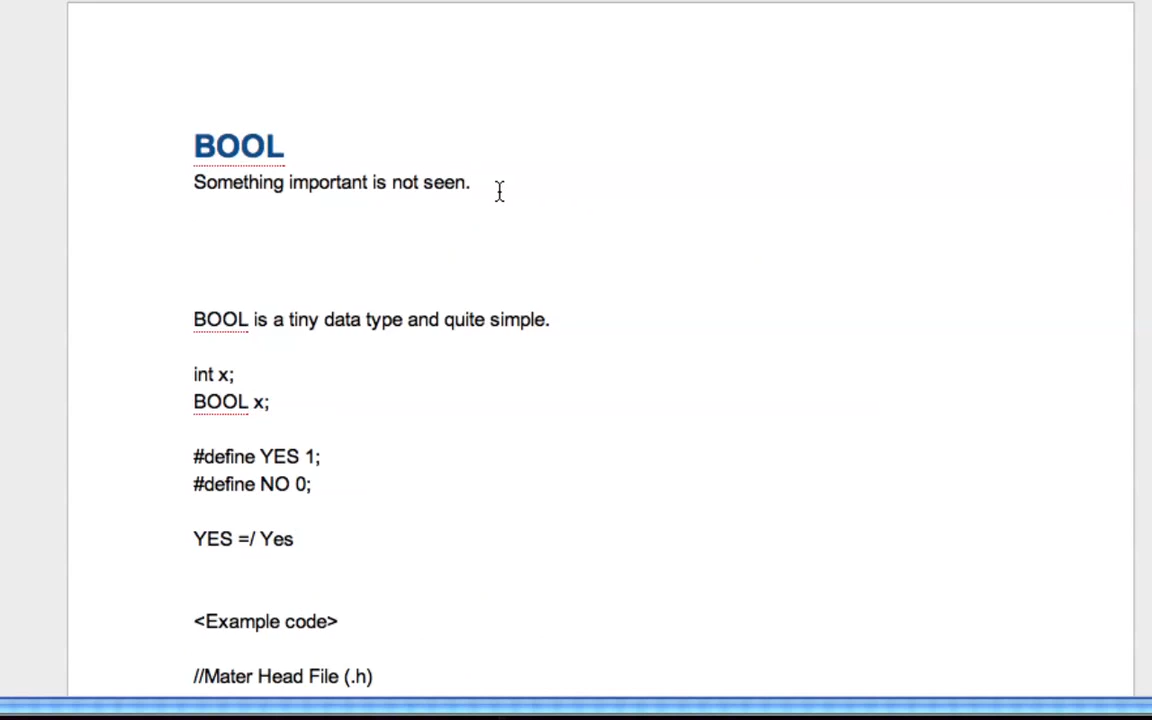 BOOL
Something important is not seen.
BOOL is a tiny data type and quite simple.
int x;
BOOL x;
#define YES 1;
#define NO 0;
YES =/ Yes
<Example code>
//Mater Head File (.h)